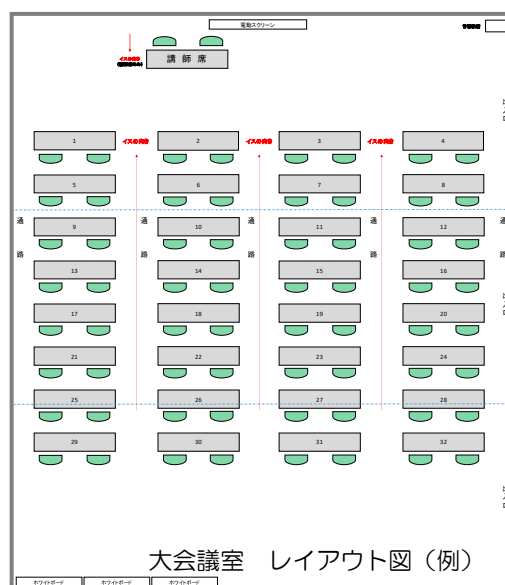 電動スクリーン
イスの向き
講師席
1 イスの向き 2 イスの向き 3 イスの向き 4
5 6 7 8
通路 通路 通路 通路
9 10 11 12
13 14 15 16
17 18 19 20
21 22 23 24
25 26 27 28
29 30 31 32
大会議室 レイアウト図（例）
ホワイトボード ホワイトボード ホワイトボード